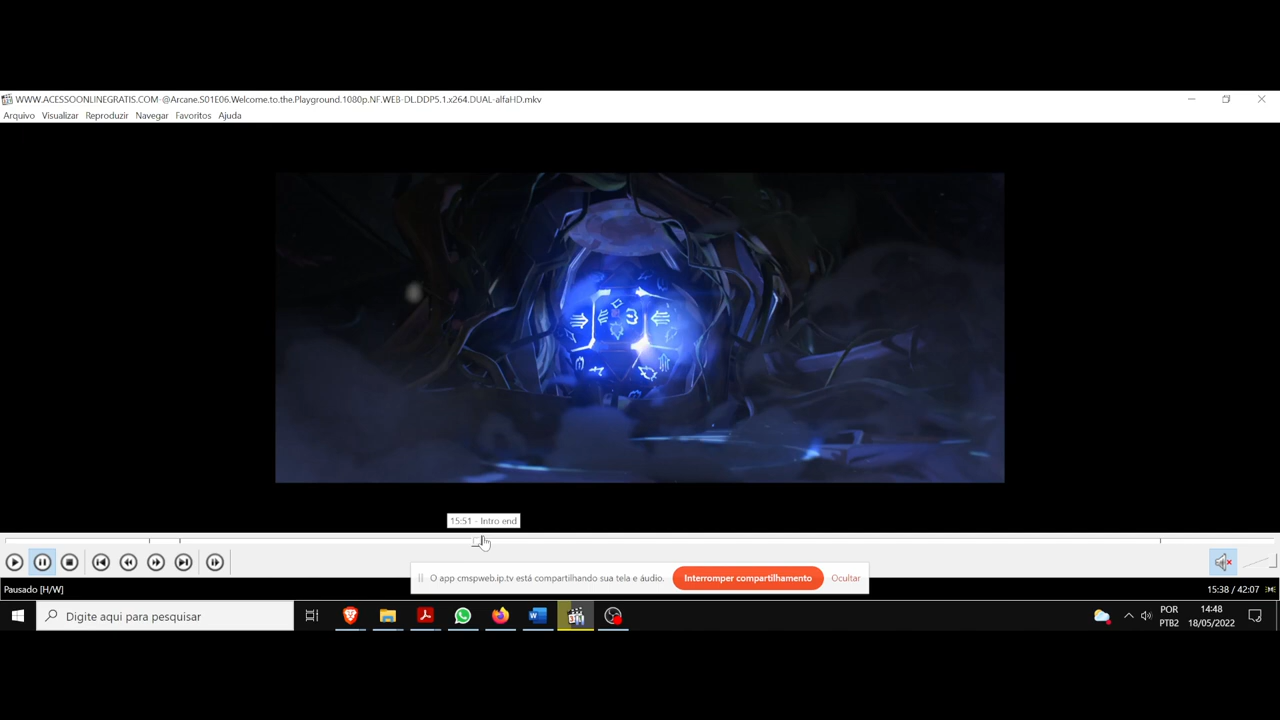 WWW.ACESSOONLINEGRATIS.COM-@Arcane.S01E06.Welcome.to.the.Playground.1080p.NF.WEB-DL.DDP5.1.x264.DUAL-alfaHD.mkv
Arquivo Visualizar Reproduzir Navegar Favoritos Ajuda
15:51 - Intro end
O app cmspweb.ip.tv está compartilhando sua tela e áudio. Interromper compartilhamento Ocultar
Pausado [H/W] 15:38 / 42:07
Digite aqui para pesquisar
POR 14:48
PTB2 18/05/2022